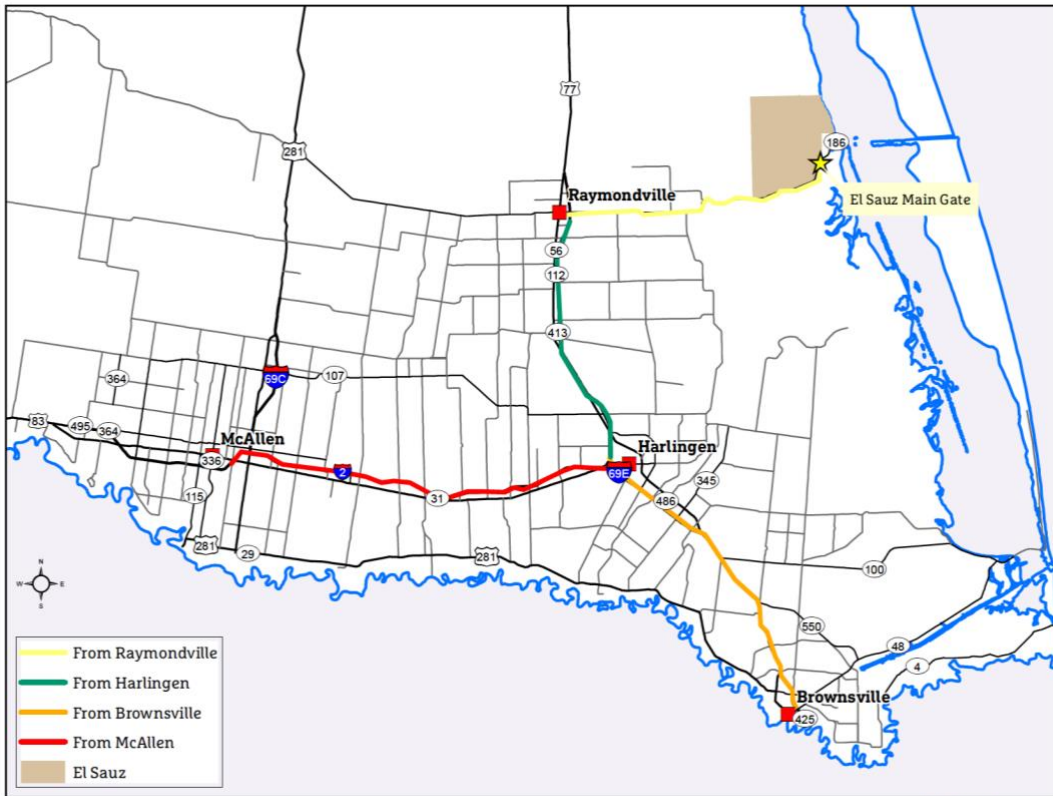 77
281
186
Raymondville
El Sauz Main Gate
56
112
413
69C
107
364
83
495
364
McAllen
336
2
Harlingen
69E
31
115
345
486
281
29
281
100
N
W E
S
550
48
4
From Raymondville
From Harlingen
From Brownsville
From McAllen
El Sauz
Brownsville
425